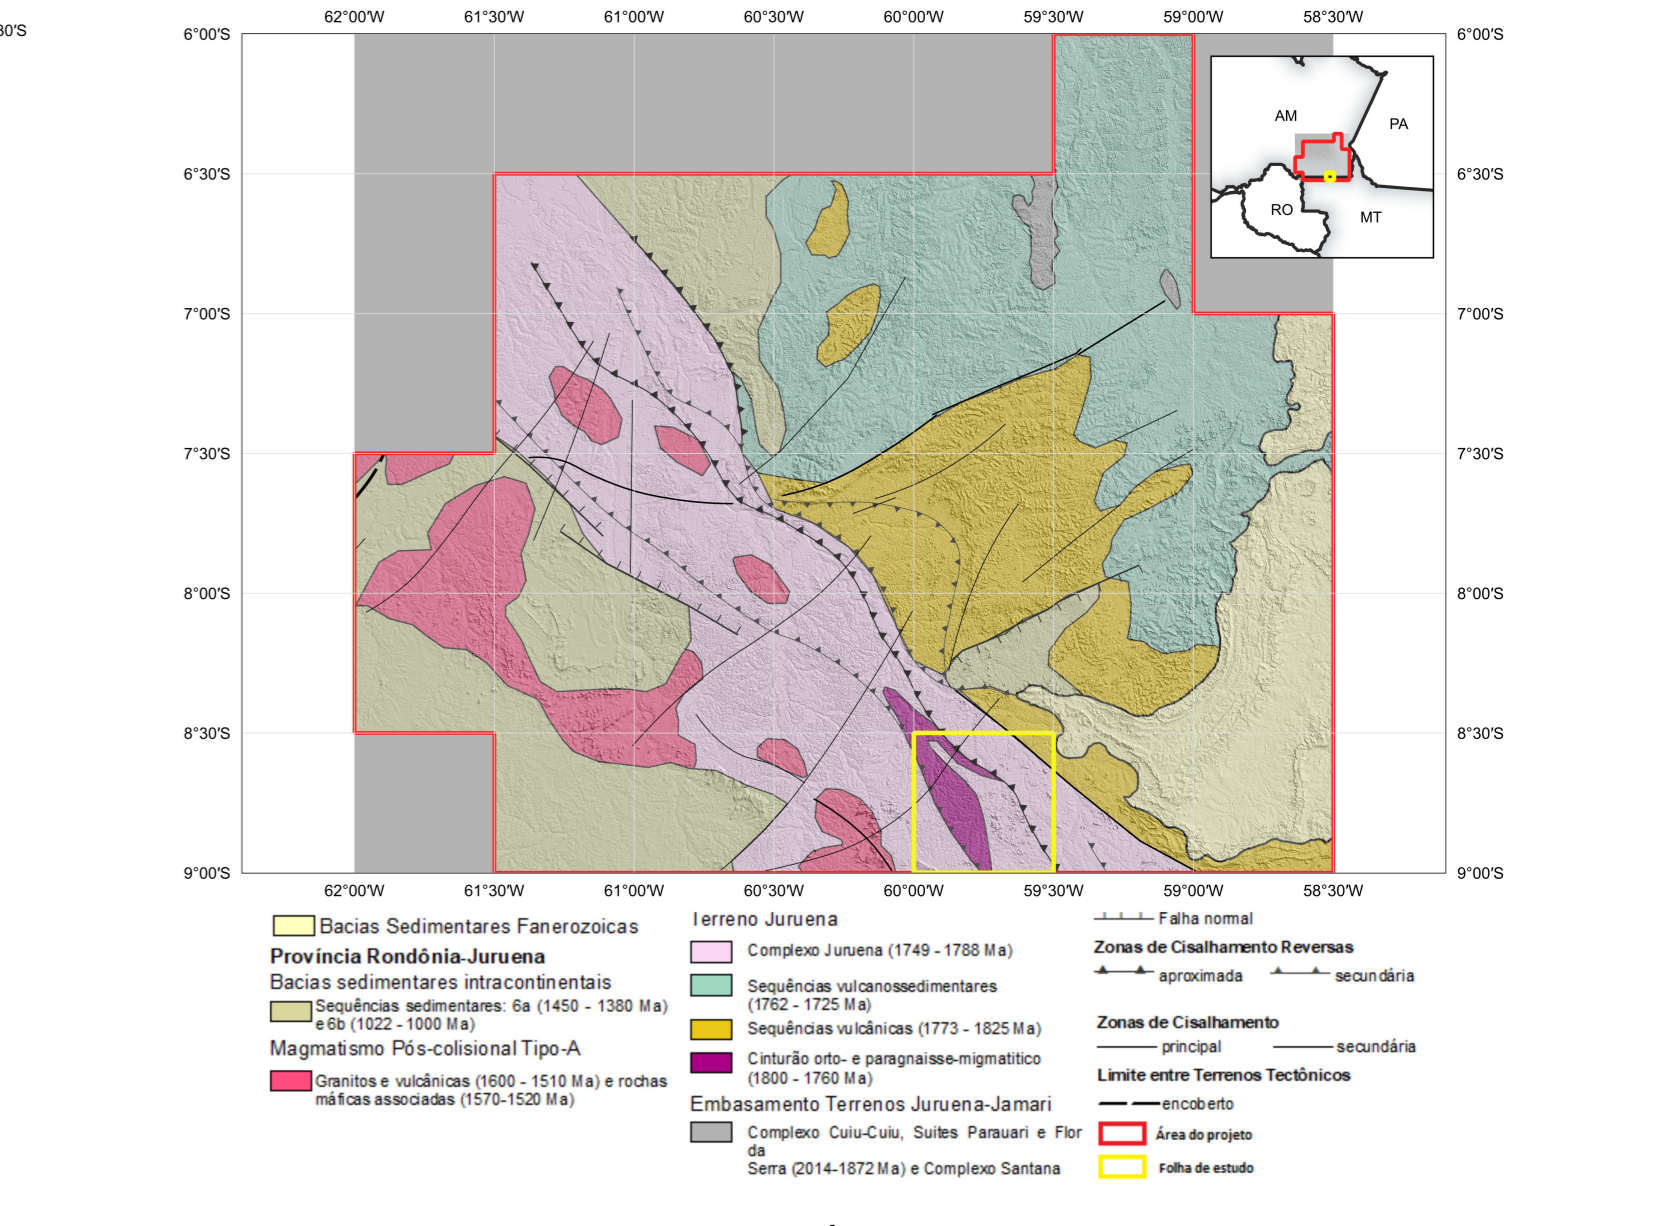 30′S
62°00′W 61°30′W 61°00′W 60°30′W 60°00′W 59°30′W 59°00′W 58°30′W
6°00′S 6°00′S
6°30′S 6°30′S
7°00′S 7°00′S
7°30′S 7°30′S
8°00′S 8°00′S
8°30′S 8°30′S
9°00′S 9°00′S
62°00′W 61°30′W 61°00′W 60°30′W 60°00′W 59°30′W 59°00′W 58°30′W
AM
PA
RO
MT
Bacias Sedimentares Fanerozoicas
Província Rondônia-Juruena
Bacias sedimentares intracontinentais
Sequências sedimentares: 6a (1450 - 1380 Ma)
e 6b (1022 - 1000 Ma)
Magmatismo Pós-colisional Tipo-A
Granitos e vulcânicas (1600 - 1510 Ma) e rochas
máficas associadas (1570-1520 Ma)
Terreno Juruena
Complexo Juruena (1749 - 1788 Ma)
Sequências vulcanossedimentares
(1762 - 1725 Ma)
Sequências vulcânicas (1773 - 1825 Ma)
Cinturão orto- e paragnaisse-migmatitico
(1800 - 1760 Ma)
Embasamento Terrenos Juruena-Jamari
Complexo Cuiu-Cuiu, Suites Parauari e Flor
da
Serra (2014-1872 Ma) e Complexo Santana
Falha normal
Zonas de Cisalhamento Reversas
aproximada secundária
Zonas de Cisalhamento
principal secundária
Limite entre Terrenos Tectônicos
encoberto
Área do projeto
Folha de estudo